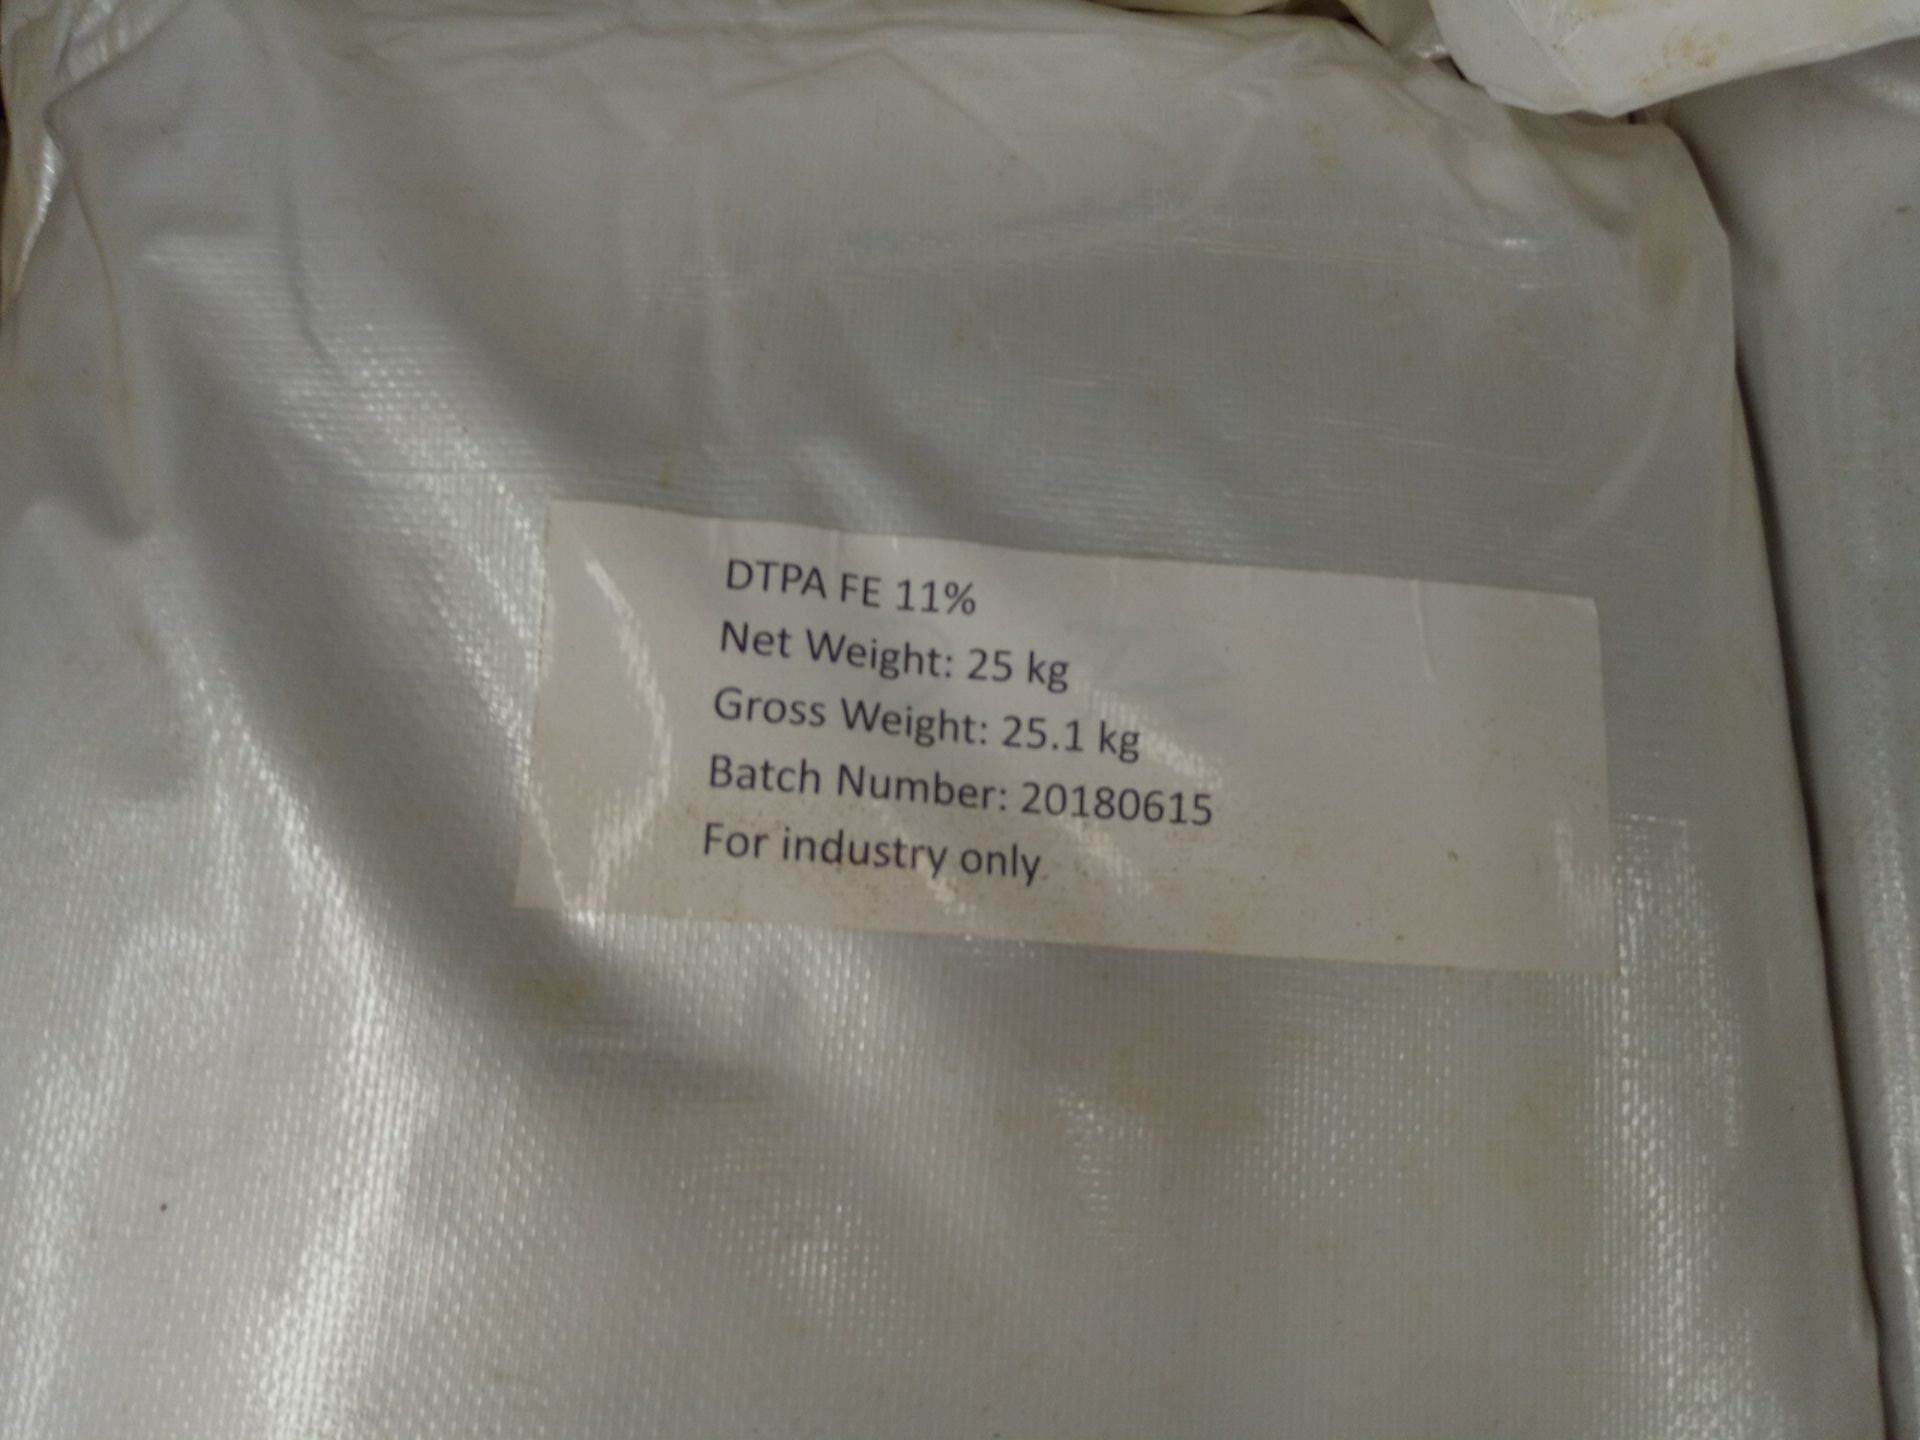 DTPA FE 11%
Net Weight: 25 kg
Gross Weight: 25.1 kg
Batch Number: 20180615
For industry only